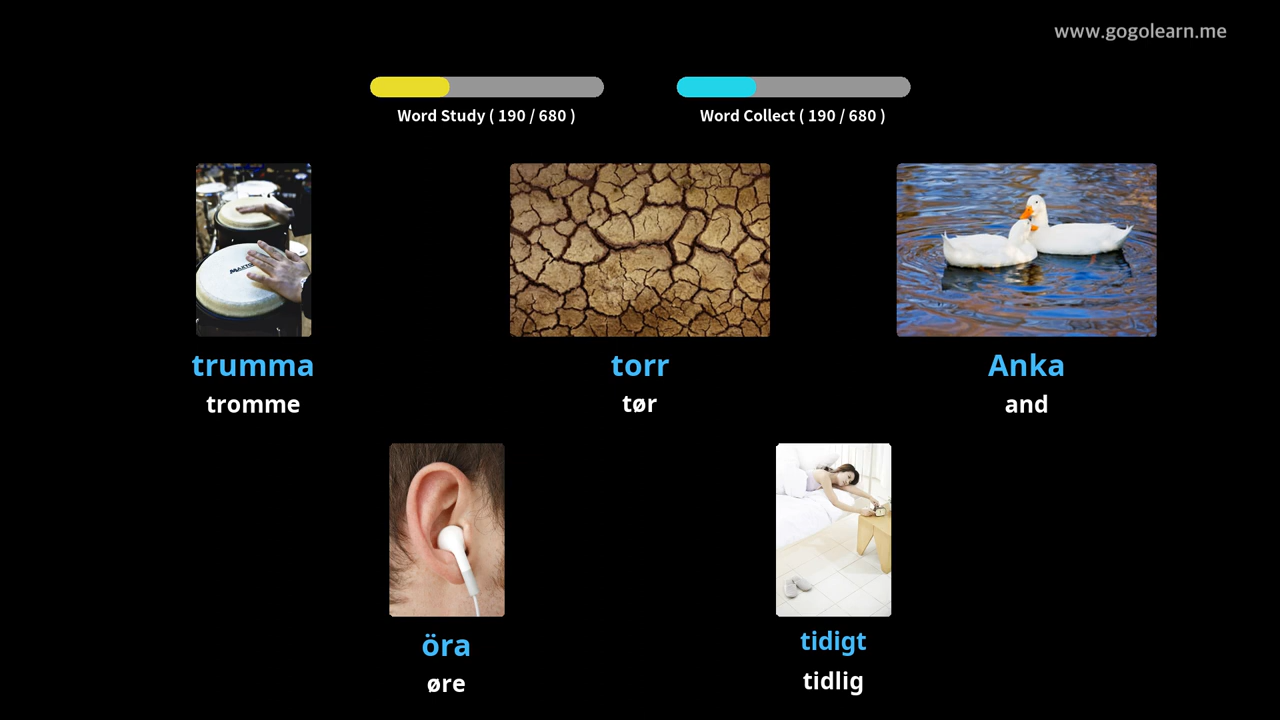 www.gogolearn.me
Word Study ( 190 / 680 )
Word Collect ( 190 / 680 )
trumma
tromme
torr
tør
Anka
and
öra
øre
tidigt
tidlig